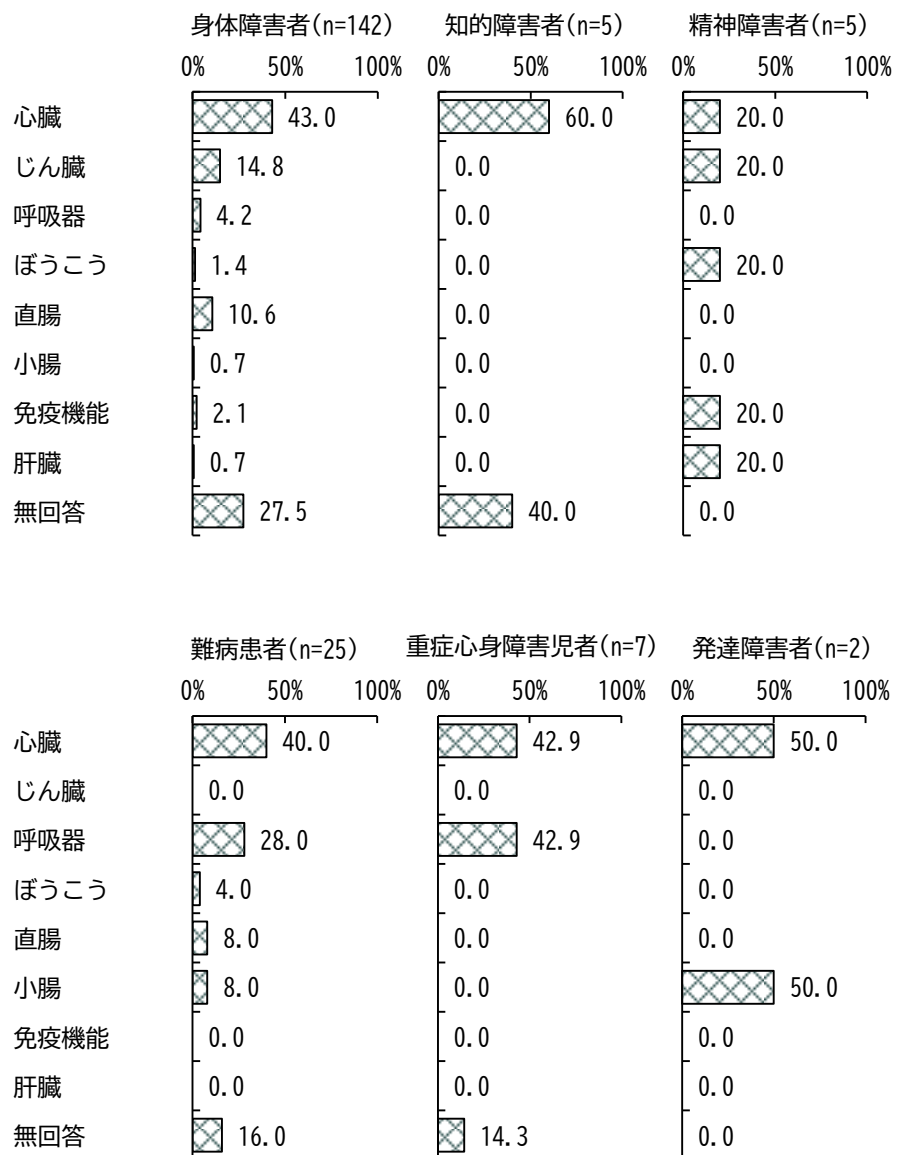 身体障害者(n=142) 知的障害者(n=5) 精神障害者(n=5)
0% 50% 100% 0% 50% 100% 0% 50% 100%
心臓 43.0 60.0 20.0
じん臓 14.8 0.0 20.0
呼吸器 4.2 0.0 0.0
ぼうこう 1.4 0.0 20.0
直腸 10.6 0.0 0.0
小腸 0.7 0.0 0.0
免疫機能 2.1 0.0 20.0
肝臓 0.7 0.0 20.0
無回答 27.5 40.0 0.0
難病患者(n=25) 重症心身障害児者(n=7) 発達障害者(n=2)
0% 50% 100% 0% 50% 100% 0% 50% 100%
心臓 40.0 42.9 50.0
じん臓 0.0 0.0 0.0
呼吸器 28.0 42.9 0.0
ぼうこう 4.0 0.0 0.0
直腸 8.0 0.0 0.0
小腸 8.0 0.0 50.0
免疫機能 0.0 0.0 0.0
肝臓 0.0 0.0 0.0
無回答 16.0 14.3 0.0